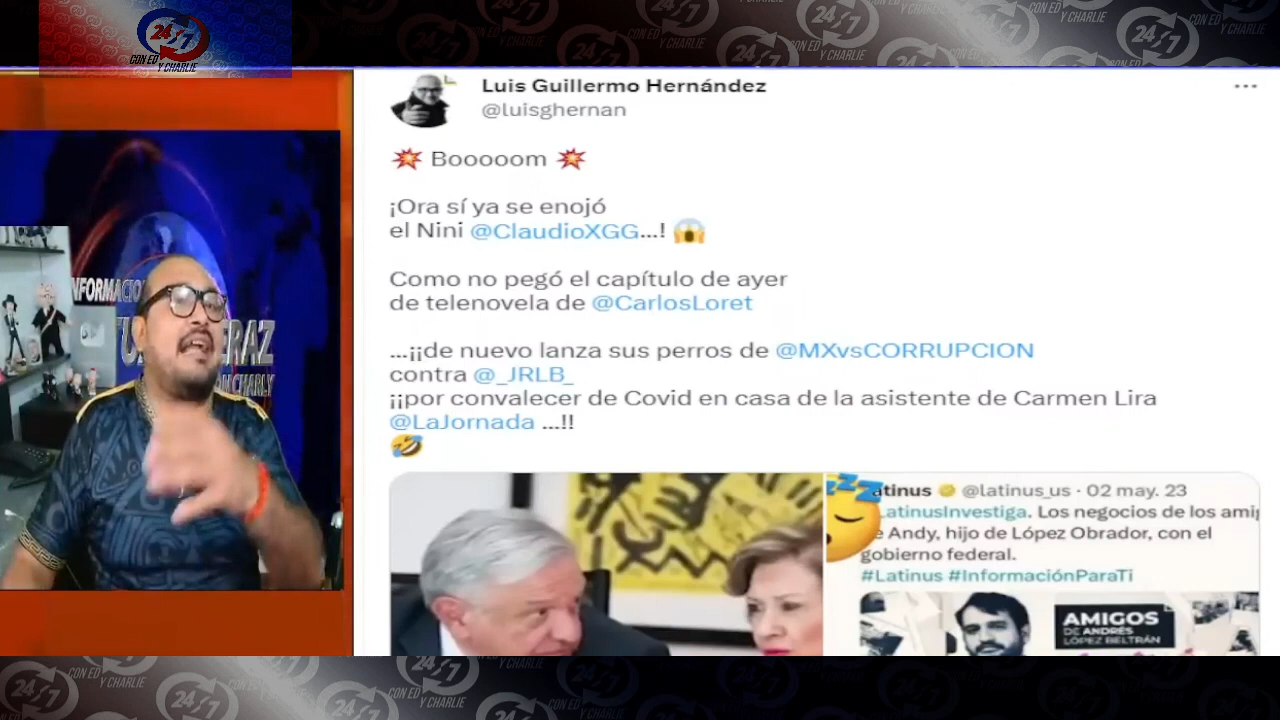 24/7
CON ED
Y CHARLIE
Luis Guillermo Hernández
@luisghernan
💥 Booooom 💥
¡Ora sí ya se enojó
el Nini @ClaudioXGG...! 😱
Como no pegó el capítulo de ayer
de telenovela de @CarlosLoret
...¡¡de nuevo lanza sus perros de @MXvsCORRUPCION
contra @_JRLB_
¡¡por convalecer de Covid en casa de la asistente de Carmen Lira
@LaJornada ...!!
🤣
atinus @latinus_us · 02 may. 23
LatinusInvestiga. Los negocios de los amig
e Andy, hijo de López Obrador, con el
gobierno federal.
#Latinus #InformaciónParaTi
AMIGOS
DE ANDRÉS
LÓPEZ BELTRÁN
NFORMACIO
ERAZ
N CHARLY